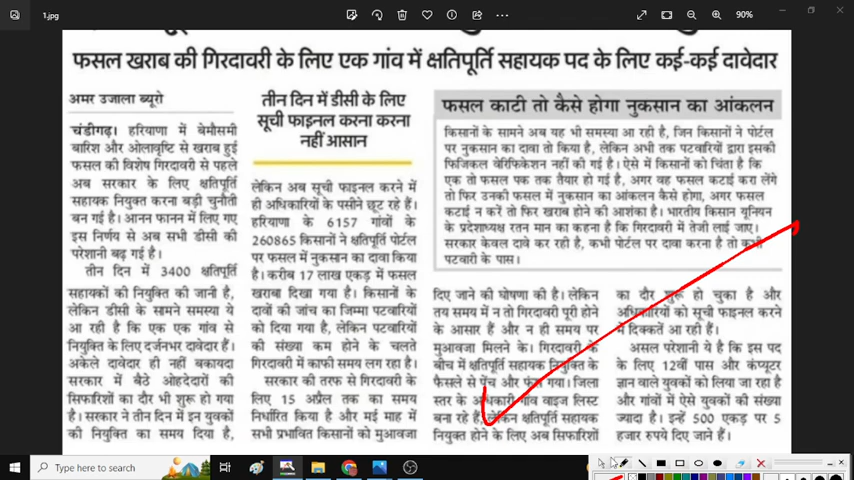 1.jpg
90%
फसल खराब की गिरदावरी के लिए एक गांव में क्षतिपूर्ति सहायक पद के लिए कई-कई दावेदार
अमर उजाला ब्यूरो
चंडीगढ़। हरियाणा में बेमौसमी
बारिश और ओलावृष्टि से खराब हुई
फसल की विशेष गिरदावरी से पहले
अब सरकार के लिए क्षतिपूर्ति
सहायक नियुक्त करना बड़ी चुनौती
बन गई है। आनन फानन में लिए गए
इस निर्णय से अब सभी डीसी की
परेशानी बढ़ गई है।
तीन दिन में 3400 क्षतिपूर्ति
सहायकों की नियुक्ति की जानी है,
लेकिन डीसी के सामने समस्या ये
आ रही है कि एक एक गांव से
नियुक्ति के लिए दर्जनभर दावेदार हैं।
अकेले दावेदार ही नहीं बकायदा
सरकार में बैठे ओहदेदारों की
सिफारिशों का दौर भी शुरू हो गया
है। सरकार ने तीन दिन में इन युवकों
की नियुक्ति का समय दिया है,
तीन दिन में डीसी के लिए
सूची फाइनल करना करना
नहीं आसान
लेकिन अब सूची फाइनल करने में
ही अधिकारियों के पसीने छूट रहे हैं।
हरियाणा के 6157 गांवों के
260865 किसानों ने क्षतिपूर्ति पोर्टल
पर फसल में नुकसान का दावा किया
है। करीब 17 लाख एकड़ में फसल
खराबा दिखा गया है। किसानों के
दावों की जांच का जिम्मा पटवारियों
को दिया गया है, लेकिन पटवारियों
की संख्या कम होने के चलते
गिरदावरी में काफी समय लग रहा है।
सरकार की तरफ से गिरदावरी के
लिए 15 अप्रैल तक का समय
निर्धारित किया है और मई माह में
सभी प्रभावित किसानों को मुआवजा
फसल काटी तो कैसे होगा नुकसान का आंकलन
किसानों के सामने अब यह भी समस्या आ रही है, जिन किसानों ने पोर्टल
पर नुकसान का दावा तो किया है, लेकिन अभी तक पटवारियों द्वारा इसकी
फिजिकल वेरिफिकेशन नहीं की गई है। ऐसे में किसानों को चिंता है कि
एक तो फसल पक तक तैयार हो गई है, अगर वह फसल कटाई करा लेंगे
तो फिर उनकी फसल में नुकसान का आंकलन कैसे होगा, अगर फसल
कटाई न करें तो फिर खराब होने की आशंका है। भारतीय किसान यूनियन
के प्रदेशाध्यक्ष रतन मान का कहना है कि गिरदावरी में तेजी लाई जाए।
सरकार केवल दावे कर रही है, कभी पोर्टल पर दावा करना है तो कभी
पटवारी के पास।
दिए जाने की घोषणा की है। लेकिन
तय समय में न तो गिरदावरी पूरी होने
के आसार हैं और न ही समय पर
मुआवजा मिलने के। गिरदावरी के
बीच में क्षतिपूर्ति सहायक नियुक्ति के
फैसले से पेंच और फंस गया। जिला
स्तर के अधिकारी गांव वाइज लिस्ट
बना रहे हैं, लेकिन क्षतिपूर्ति सहायक
नियुक्त होने के लिए अब सिफारिशों
का दौर शुरू हो चुका है और
अधिकारियों को सूची फाइनल करने
में दिक्कतें आ रही हैं।
असल परेशानी ये है कि इस पद
के लिए 12वीं पास और कंप्यूटर
ज्ञान वाले युवकों को लिया जा रहा है
और गांवों में ऐसे युवकों की संख्या
ज्यादा है। इन्हें 500 एकड़ पर 5
हजार रुपये दिए जाने हैं।
Type here to search